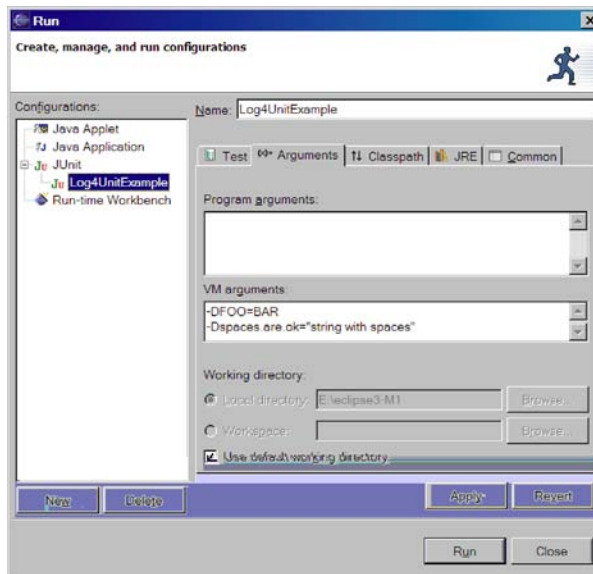 Run
Create, manage, and run configurations
Configurations:
Java Applet
Java Application
JUnit
Log4UnitExample
Run-time Workbench
New
Delete
Name: Log4UnitExample
Test Arguments Classpath JRE Common
Program arguments:
VM arguments:
-DFOO=BAR
-Dspaces.are.ok="string with spaces"
Working directory:
Local directory: E:\eclipse3-M1 Browse...
Workspace: Browse...
Use default working directory
Apply Revert
Run Close